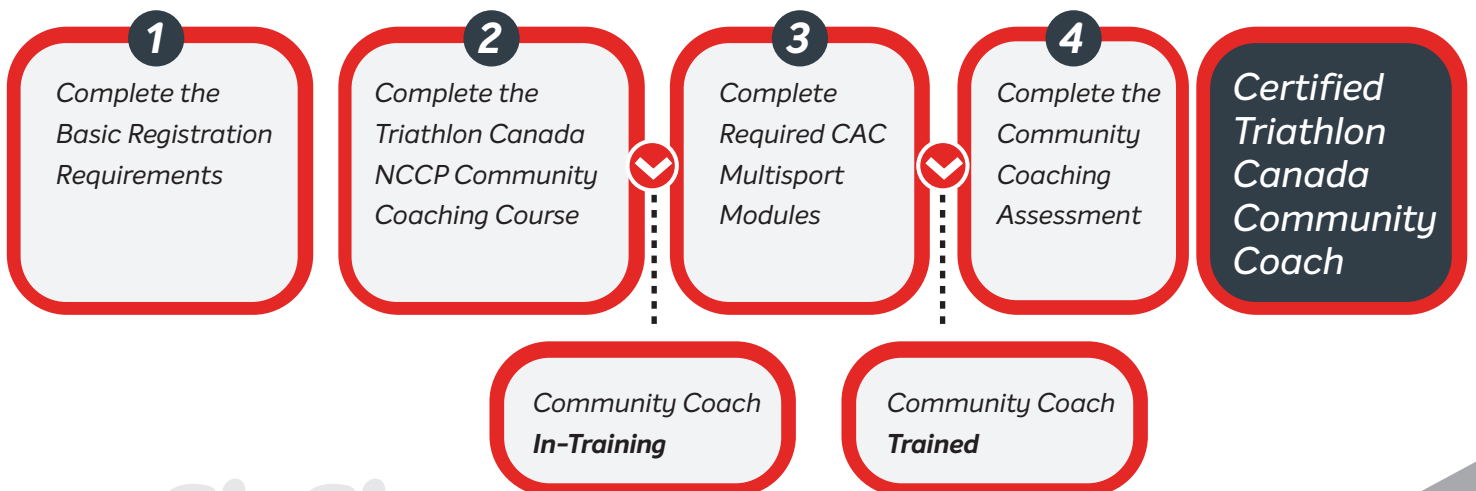 1
Complete the
Basic Registration
Requirements
2
Complete the
Triathlon Canada
NCCP Community
Coaching Course
3
Complete
Required CAC
Multisport
Modules
4
Complete the
Community
Coaching
Assessment
Certified
Triathlon
Canada
Community
Coach
Community Coach
In-Training
Community Coach
Trained